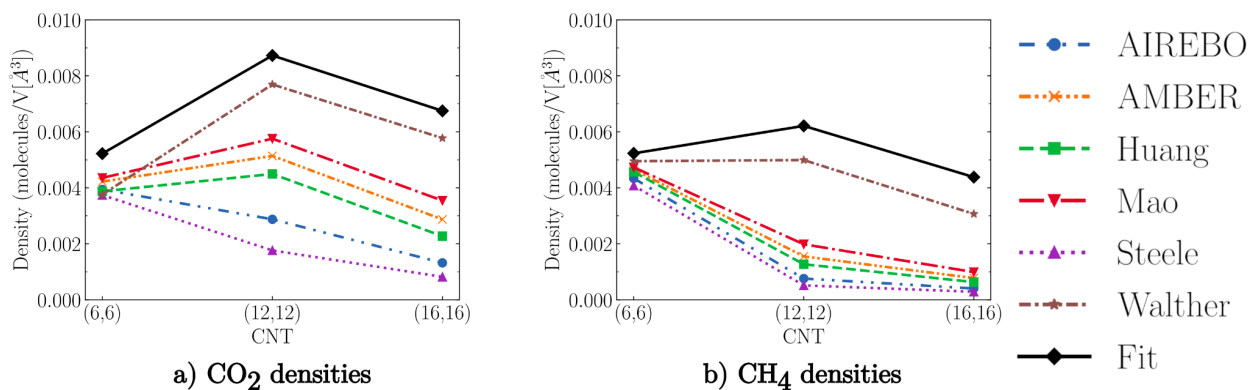 0.010
0.008
0.006
0.004
0.002
0.000
Density (molecules/V[Å³])
(6,6)
(12,12)
(16,16)
CNT
a) CO₂ densities
0.010
0.008
0.006
0.004
0.002
0.000
Density (molecules/V[Å³])
(6,6)
(12,12)
(16,16)
CNT
b) CH₄ densities
AIREBO
AMBER
Huang
Mao
Steele
Walther
Fit